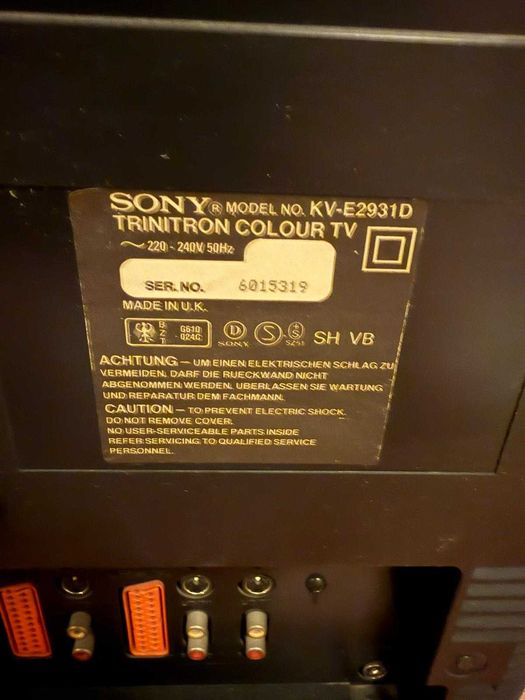 SONY® MODEL NO. KV-E2931D
TRINITRON COLOUR TV
~ 220 - 240V 50Hz
SER. NO. 6015319
MADE IN U.K.
BZT G610 024C D SONY S + S SZ51 SH VB
ACHTUNG — UM EINEN ELEKTRISCHEN SCHLAG ZU
VERMEIDEN, DARF DIE RUECKWAND NICHT
ABGENOMMEN WERDEN. ÜBERLASSEN SIE WARTUNG
UND REPARATUR DEM FACHMANN.
CAUTION — TO PREVENT ELECTRIC SHOCK.
DO NOT REMOVE COVER.
NO USER-SERVICEABLE PARTS INSIDE
REFER SERVICING TO QUALIFIED SERVICE
PERSONNEL.